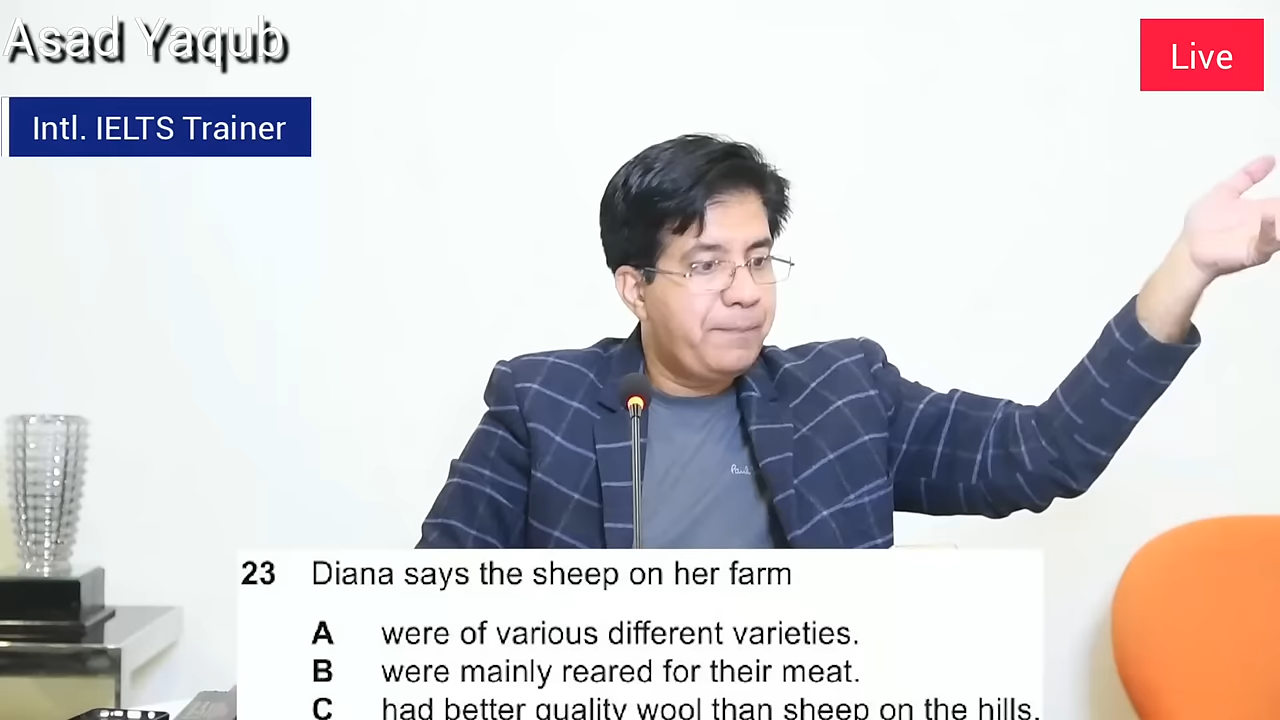 Asad Yaqub
Live
Intl. IELTS Trainer
Paul
23 Diana says the sheep on her farm
A were of various different varieties.
B were mainly reared for their meat.
C had better quality wool than sheep on the hills.